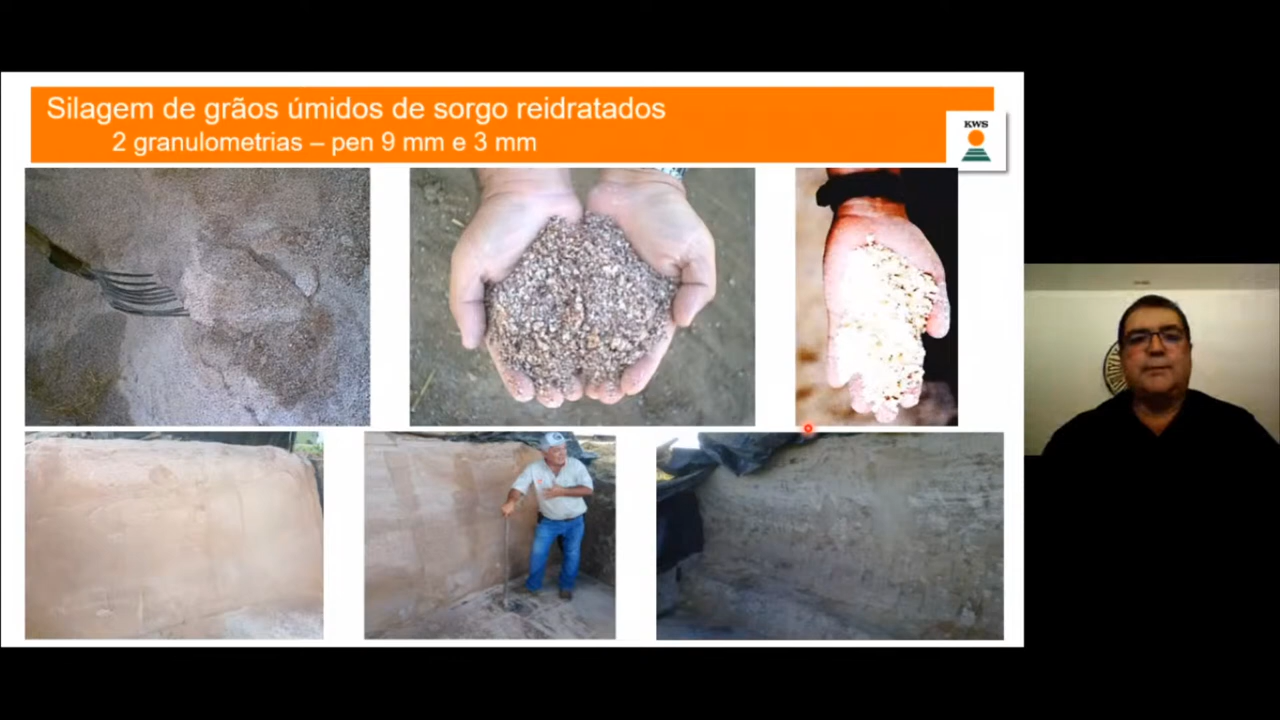 Silagem de grãos úmidos de sorgo reidratados
2 granulometrias – pen 9 mm e 3 mm
KWS